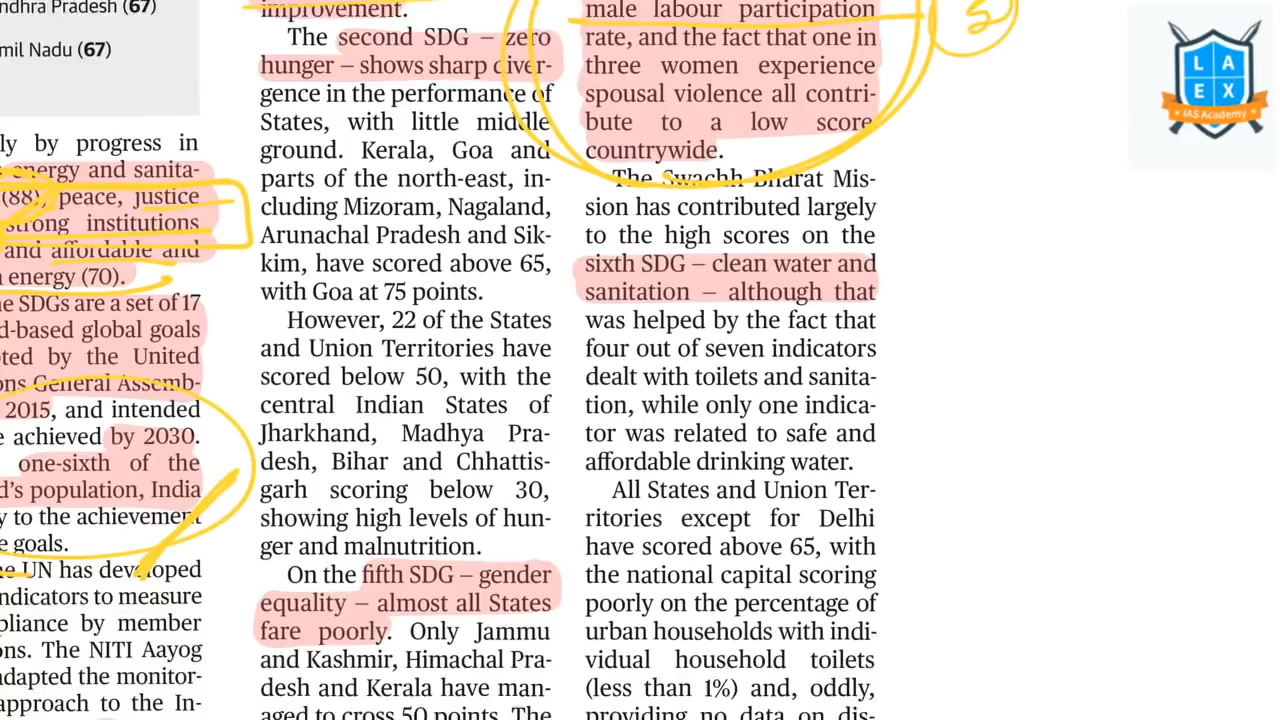 ndhra Pradesh (67)
mil Nadu (67)
ly by progress in
energy and sanita-
(88), peace, justice
strong institutions
and affordable and
energy (70).
e SDGs are a set of 17
d-based global goals
ted by the United
ons General Assemb-
2015, and intended
e achieved by 2030.
one-sixth of the
d's population, India
y to the achievement
e goals.
he UN has developed
ndicators to measure
pliance by member
ons. The NITI Aayog
adapted the monitor-
approach to the In-
improvement.
The second SDG – zero
hunger – shows sharp diver-
gence in the performance of
States, with little middle
ground. Kerala, Goa and
parts of the north-east, in-
cluding Mizoram, Nagaland,
Arunachal Pradesh and Sik-
kim, have scored above 65,
with Goa at 75 points.
However, 22 of the States
and Union Territories have
scored below 50, with the
central Indian States of
Jharkhand, Madhya Pra-
desh, Bihar and Chhattis-
garh scoring below 30,
showing high levels of hun-
ger and malnutrition.
On the fifth SDG – gender
equality – almost all States
fare poorly. Only Jammu
and Kashmir, Himachal Pra-
desh and Kerala have man-
aged to cross 50 points. The
male labour participation
rate, and the fact that one in
three women experience
spousal violence all contri-
bute to a low score
countrywide.
The Swachh Bharat Mis-
sion has contributed largely
to the high scores on the
sixth SDG – clean water and
sanitation – although that
was helped by the fact that
four out of seven indicators
dealt with toilets and sanita-
tion, while only one indica-
tor was related to safe and
affordable drinking water.
All States and Union Ter-
ritories except for Delhi
have scored above 65, with
the national capital scoring
poorly on the percentage of
urban households with indi-
vidual household toilets
(less than 1%) and, oddly,
providing no data on dis-
L A
E X
IAS Academy